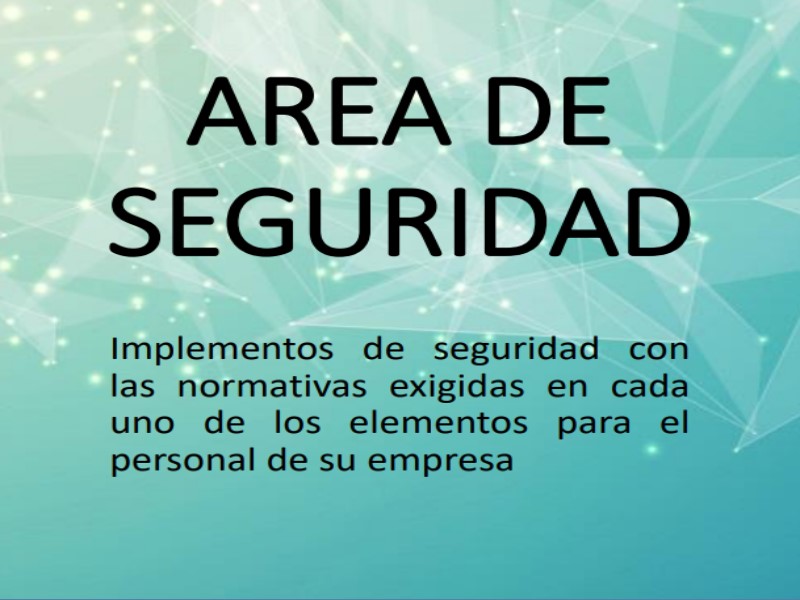 AREA DE
SEGURIDAD
Implementos de seguridad con
las normativas exigidas en cada
uno de los elementos para el
personal de su empresa